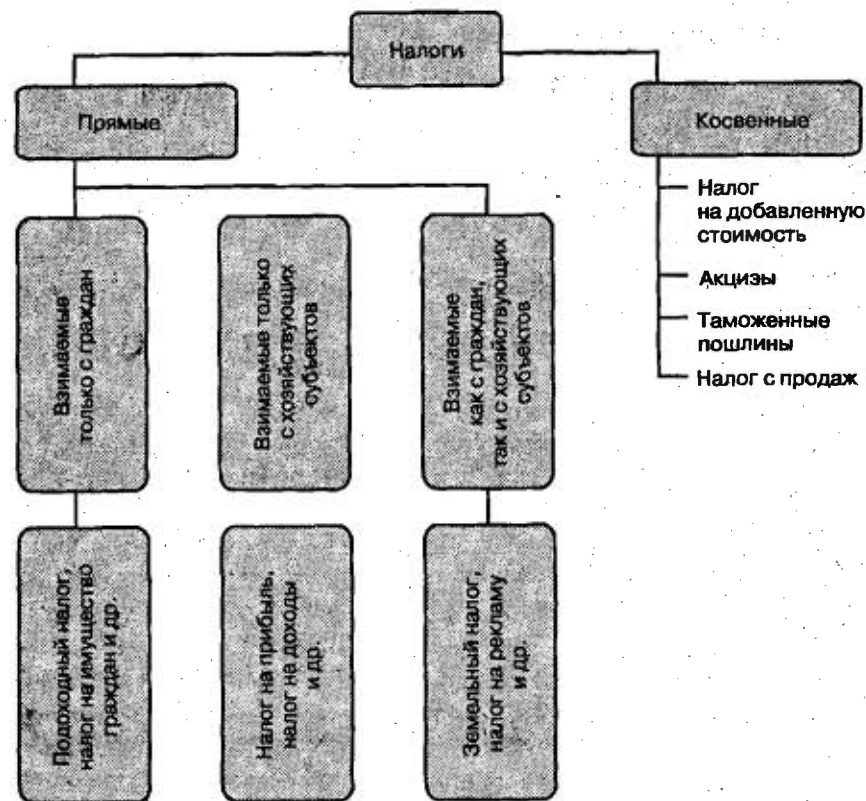 Налоги
Прямые
Косвенные
Налог
на добавленную
стоимость
Акцизы
Таможенные
пошлины
Налог с продаж
Взимаемые
только с граждан
Взимаемые только
с хозяйствующих
субъектов
Взимаемые
как с граждан,
так и с хозяйствующих
субъектов
Подоходный налог,
налог на имущество
граждан и др.
Налог на прибыль,
налог на доходы
и др.
Земельный налог,
налог на рекламу
и др.